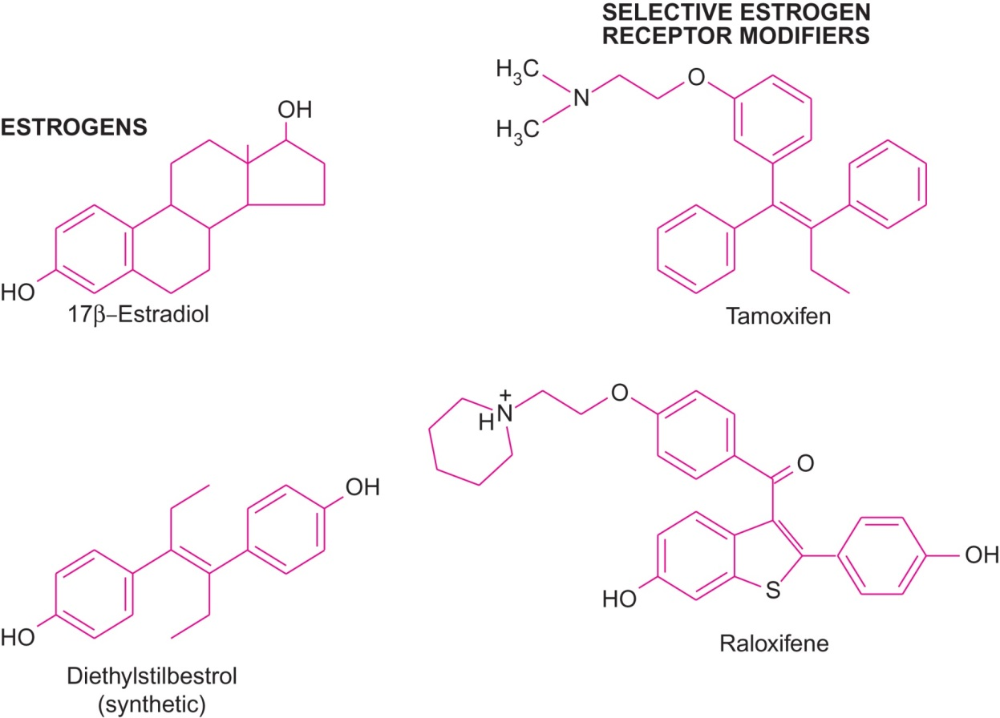 SELECTIVE ESTROGEN
RECEPTOR MODIFIERS
ESTROGENS
OH
HO
17β–Estradiol
H3C
N
H3C
O
Tamoxifen
OH
HO
Diethylstilbestrol
(synthetic)
+
HN
O
O
S
HO
OH
Raloxifene